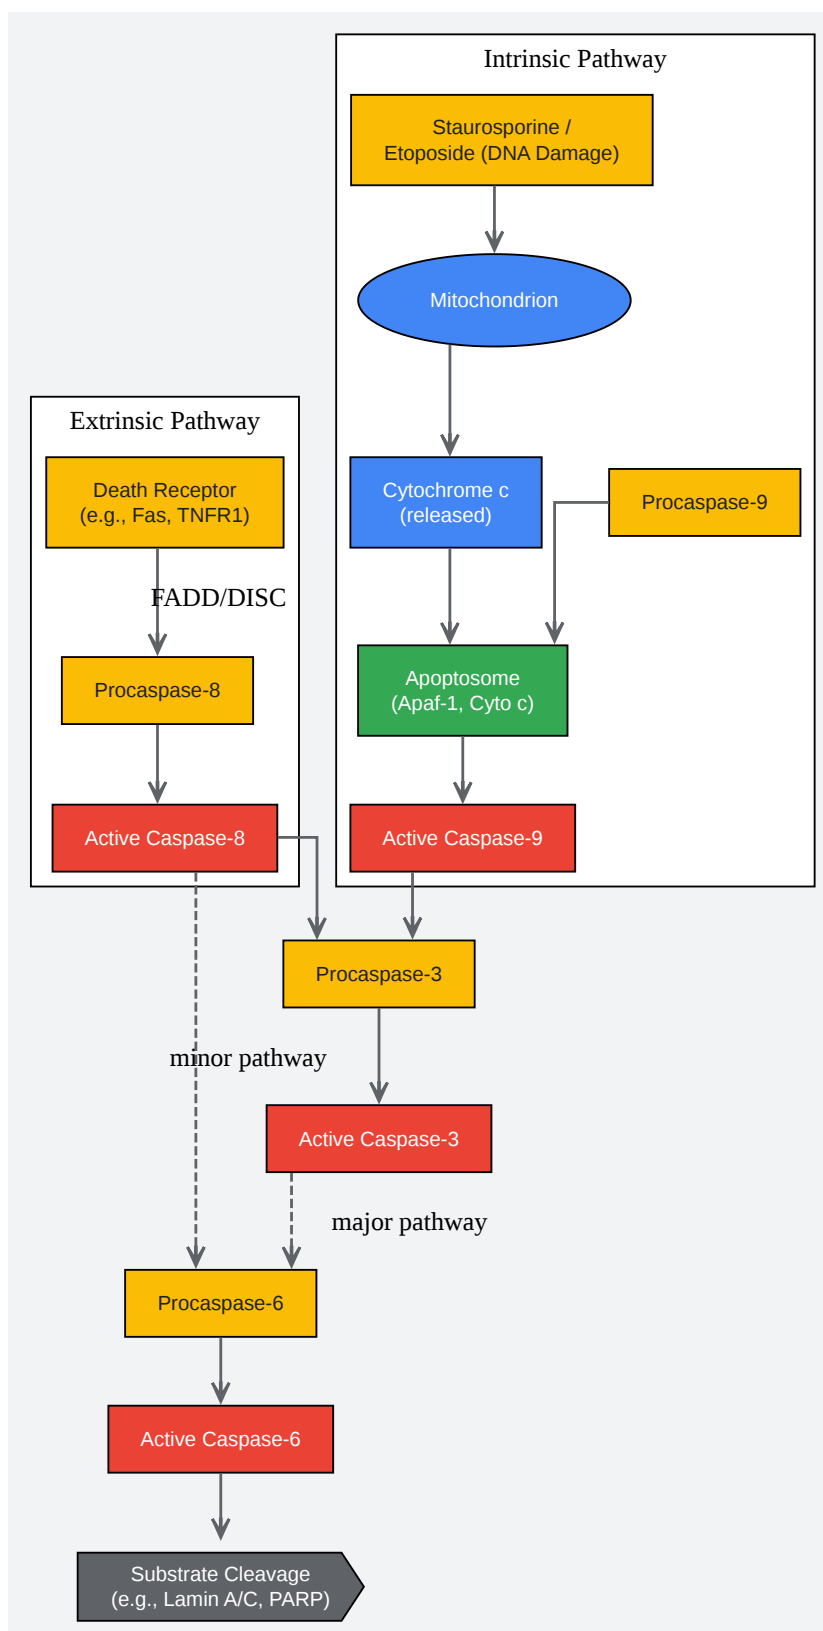 Intrinsic Pathway
Staurosporine /
Etoposide (DNA Damage)
Mitochondrion
Extrinsic Pathway
Death Receptor
(e.g., Fas, TNFR1)
Cytochrome c
(released)
Procaspase-9
FADD/DISC
Procaspase-8
Apoptosome
(Apaf-1, Cyto c)
Active Caspase-8
Active Caspase-9
Procaspase-3
minor pathway
Active Caspase-3
major pathway
Procaspase-6
Active Caspase-6
Substrate Cleavage
(e.g., Lamin A/C, PARP)